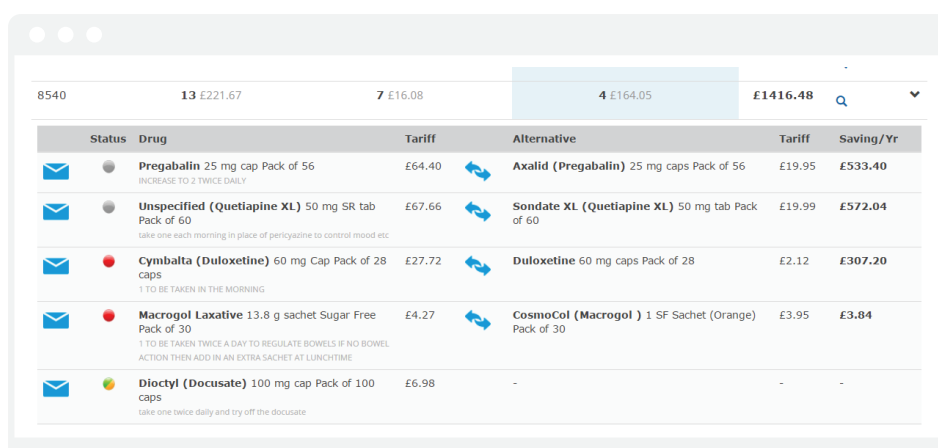 8540 13 £221.67 7 £16.08 4 £164.05 £1416.48
Status Drug Tariff Alternative Tariff Saving/Yr
Pregabalin 25 mg cap Pack of 56 £64.40 Axalid (Pregabalin) 25 mg caps Pack of 56 £19.95 £533.40
INCREASE TO 2 TWICE DAILY
Unspecified (Quetiapine XL) 50 mg SR tab £67.66 Sondate XL (Quetiapine XL) 50 mg tab Pack £19.99 £572.04
Pack of 60 of 60
take one each morning in place of pericyazine to control mood etc
Cymbalta (Duloxetine) 60 mg Cap Pack of 28 £27.72 Duloxetine 60 mg caps Pack of 28 £2.12 £307.20
caps
1 TO BE TAKEN IN THE MORNING
Macrogol Laxative 13.8 g sachet Sugar Free £4.27 CosmoCol (Macrogol ) 1 SF Sachet (Orange) £3.95 £3.84
Pack of 30 Pack of 30
1 TO BE TAKEN TWICE A DAY TO REGULATE BOWELS IF NO BOWEL
ACTION THEN ADD IN AN EXTRA SACHET AT LUNCHTIME
Dioctyl (Docusate) 100 mg cap Pack of 100 £6.98 - - -
caps
take one twice daily and try off the docusate